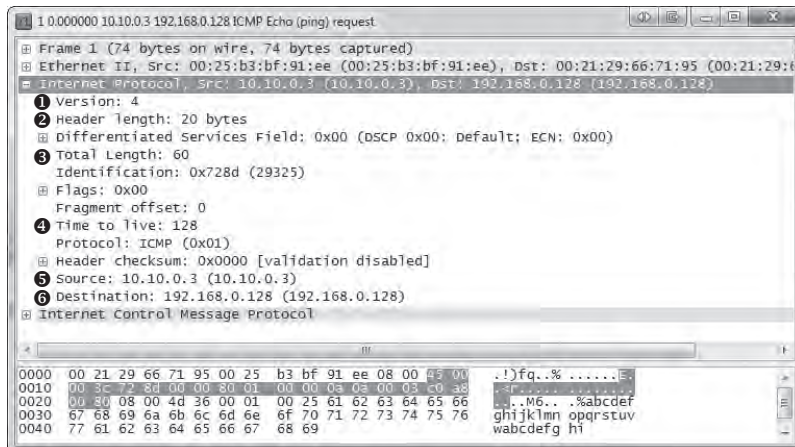 1 0.000000 10.10.0.3 192.168.0.128 ICMP Echo (ping) request
Frame 1 (74 bytes on wire, 74 bytes captured)
Ethernet II, Src: 00:25:b3:bf:91:ee (00:25:b3:bf:91:ee), Dst: 00:21:29:66:71:95 (00:21:29:6
Internet Protocol, Src: 10.10.0.3 (10.10.0.3), Dst: 192.168.0.128 (192.168.0.128)
❶ Version: 4
❷ Header length: 20 bytes
Differentiated Services Field: 0x00 (DSCP 0x00: Default; ECN: 0x00)
❸ Total Length: 60
Identification: 0x728d (29325)
Flags: 0x00
Fragment offset: 0
❹ Time to live: 128
Protocol: ICMP (0x01)
Header checksum: 0x0000 [validation disabled]
❺ Source: 10.10.0.3 (10.10.0.3)
❻ Destination: 192.168.0.128 (192.168.0.128)
Internet Control Message Protocol
0000 00 21 29 66 71 95 00 25 b3 bf 91 ee 08 00 45 00 .!)fq..% ......E.
0010 00 3c 72 8d 00 00 80 01 00 00 0a 0a 00 03 c0 a8 .<r..... ........
0020 00 80 08 00 4d 36 00 01 00 25 61 62 63 64 65 66 ....M6.. .%abcdef
0030 67 68 69 6a 6b 6c 6d 6e 6f 70 71 72 73 74 75 76 ghijklmn opqrstuv
0040 77 61 62 63 64 65 66 67 68 69 wabcdefg hi